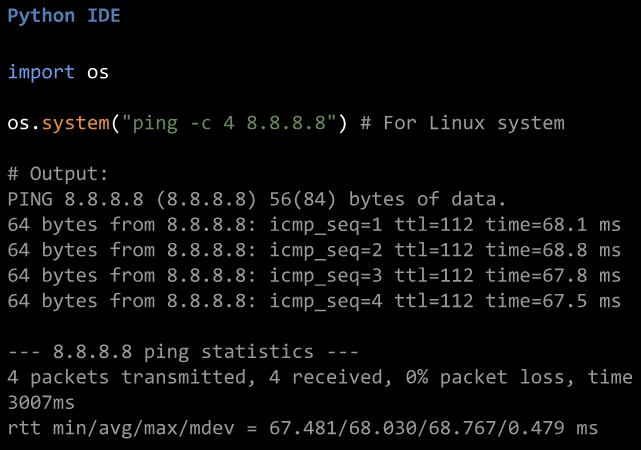 Python IDE
import os
os.system("ping -c 4 8.8.8.8") # For Linux system
# Output:
PING 8.8.8.8 (8.8.8.8) 56(84) bytes of data.
64 bytes from 8.8.8.8: icmp_seq=1 ttl=112 time=68.1 ms
64 bytes from 8.8.8.8: icmp_seq=2 ttl=112 time=68.8 ms
64 bytes from 8.8.8.8: icmp_seq=3 ttl=112 time=67.8 ms
64 bytes from 8.8.8.8: icmp_seq=4 ttl=112 time=67.5 ms
--- 8.8.8.8 ping statistics ---
4 packets transmitted, 4 received, 0% packet loss, time
3007ms
rtt min/avg/max/mdev = 67.481/68.030/68.767/0.479 ms